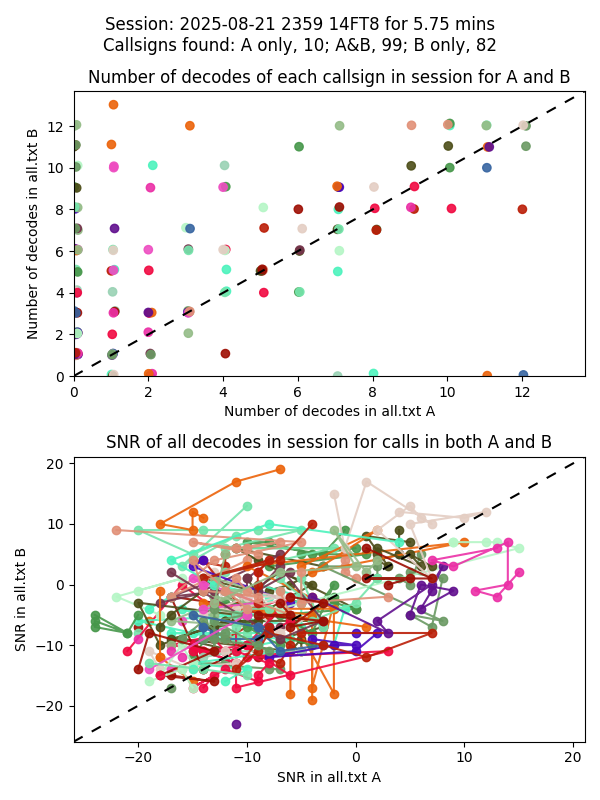 Session: 2025-08-21 2359 14FT8 for 5.75 mins
Callsigns found: A only, 10; A&B, 99; B only, 82
Number of decodes of each callsign in session for A and B
12
10
8
6
4
2
0
Number of decodes in all.txt B
0 2 4 6 8 10 12
Number of decodes in all.txt A
SNR of all decodes in session for calls in both A and B
20
10
0
−10
−20
SNR in all.txt B
−20 −10 0 10 20
SNR in all.txt A